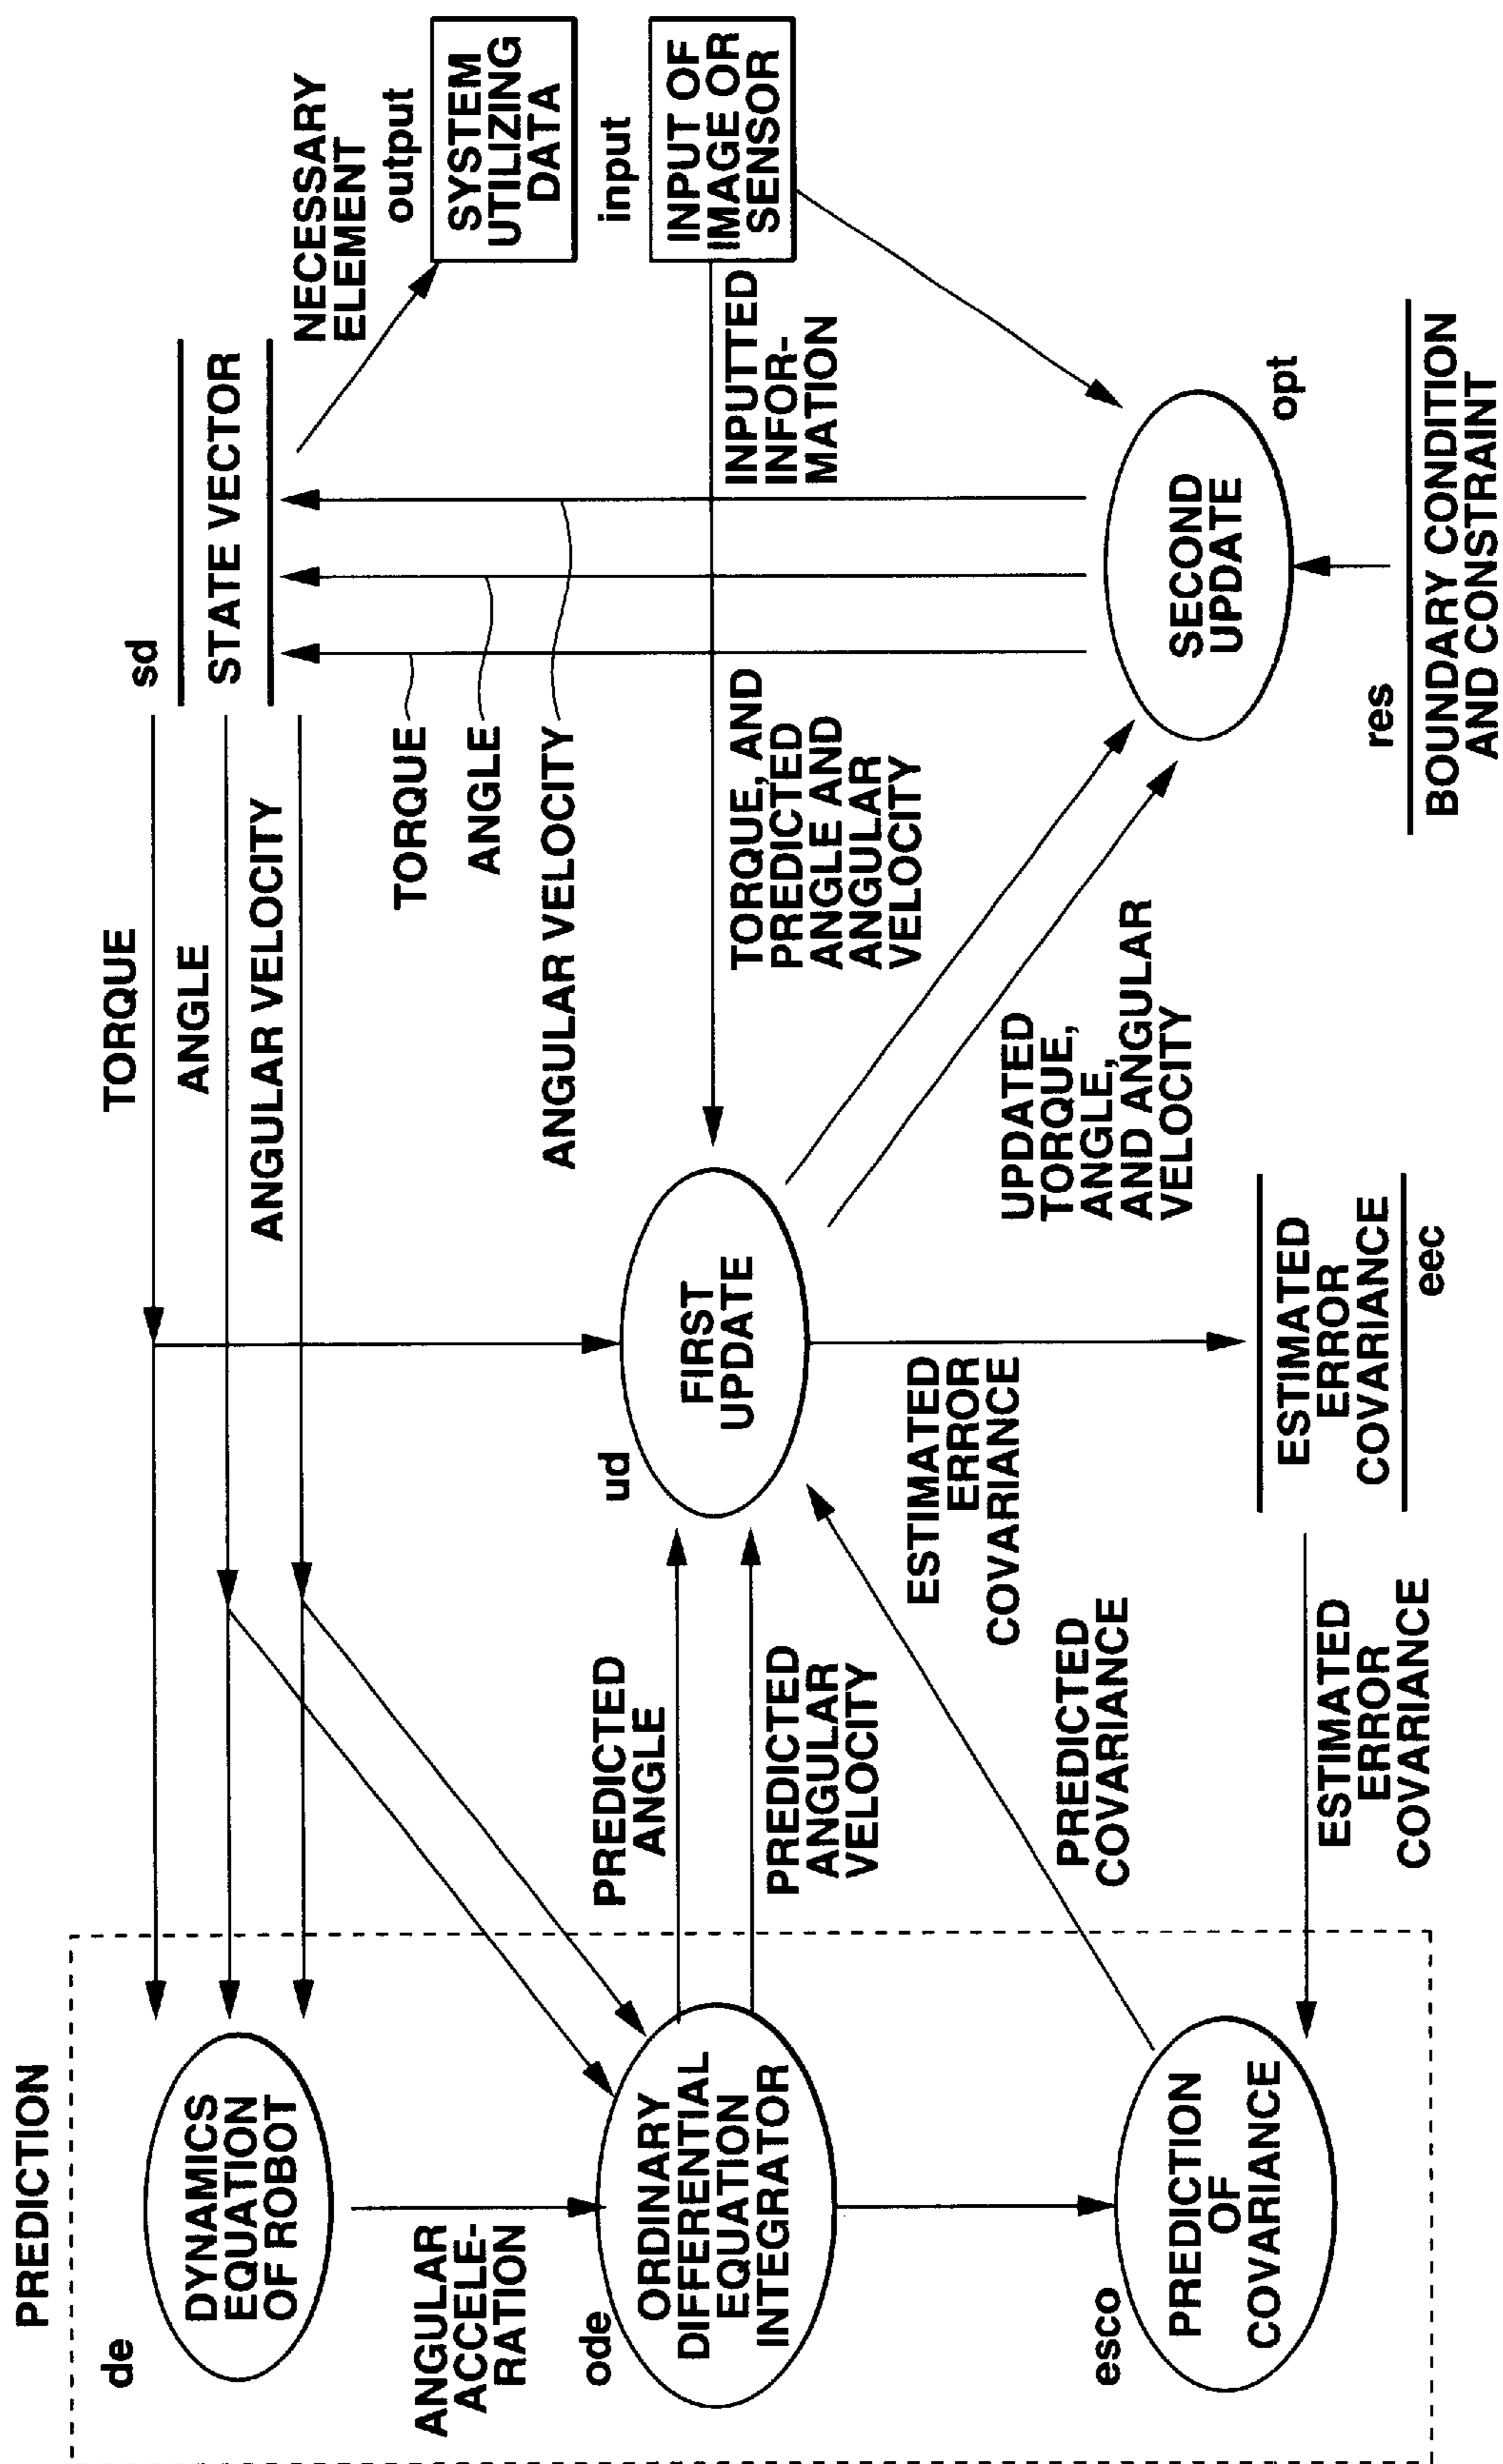 PREDICTION
de
DYNAMICS
EQUATION
OF ROBOT
ANGULAR
ACCELE-
RATION
ode
ORDINARY
DIFFERENTIAL
EQUATION
INTEGRATOR
esco
PREDICTION
OF
COVARIANCE
TORQUE
ANGLE
ANGULAR VELOCITY
PREDICTED
ANGLE
PREDICTED
ANGULAR
VELOCITY
PREDICTED
COVARIANCE
ESTIMATED
ERROR
COVARIANCE
ud
FIRST
UPDATE
ESTIMATED
ERROR
COVARIANCE
ESTIMATED
ERROR
COVARIANCE
eec
sd
STATE VECTOR
TORQUE
ANGLE
ANGULAR VELOCITY
TORQUE, AND
PREDICTED
ANGLE AND
ANGULAR
VELOCITY
UPDATED
TORQUE,
ANGLE,
AND ANGULAR
VELOCITY
INPUTTED
INFOR-
MATION
SECOND
UPDATE
opt
res
BOUNDARY CONDITION
AND CONSTRAINT
NECESSARY
ELEMENT
output
SYSTEM
UTILIZING
DATA
input
INPUT OF
IMAGE OR
SENSOR